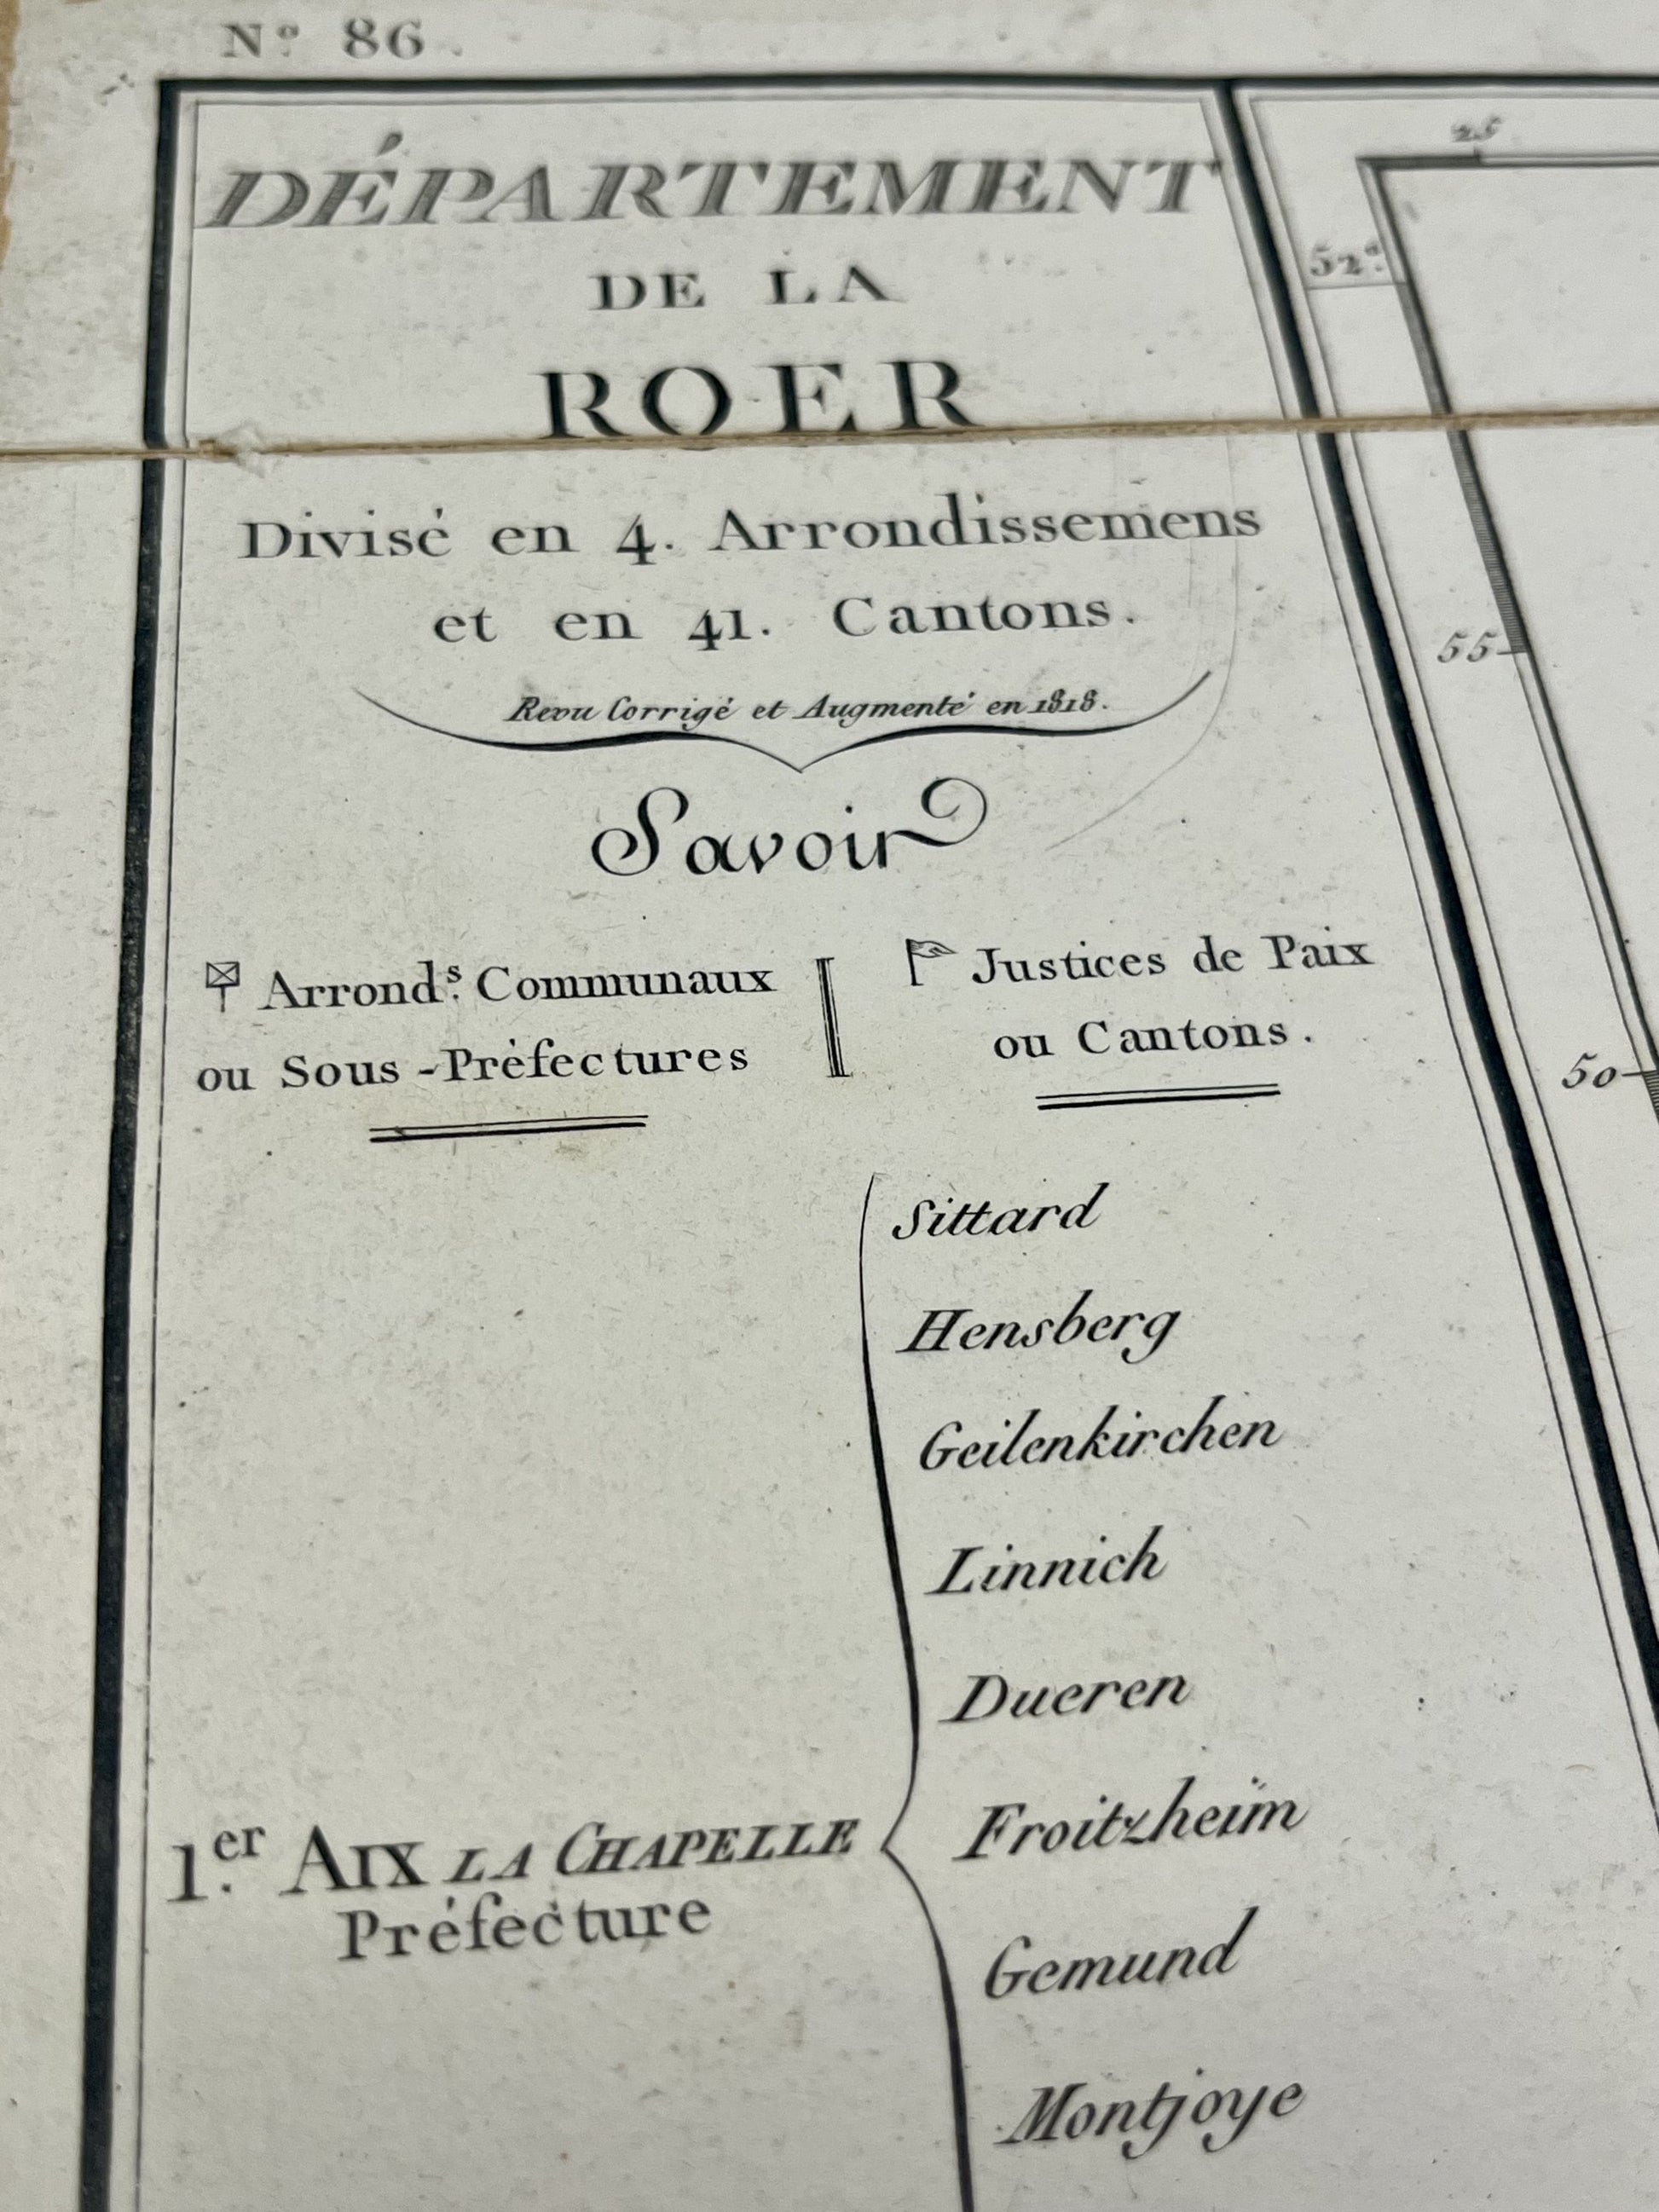 N.º 86.
DÉPARTEMENT
DE LA
ROER
Divisé en 4. Arrondissemens
et en 41. Cantons.
Revu Corrigé et Augmenté en 1818.
Savoir
Arrond.s Communaux
ou Sous-Préfectures
Justices de Paix
ou Cantons.
Sittard
Hensberg
Geilenkirchen
Linnich
Dueren
Froitzheim
1.er AIX LA CHAPELLE
Préfecture
Gemund
Montjoye
25
52.d
55
50